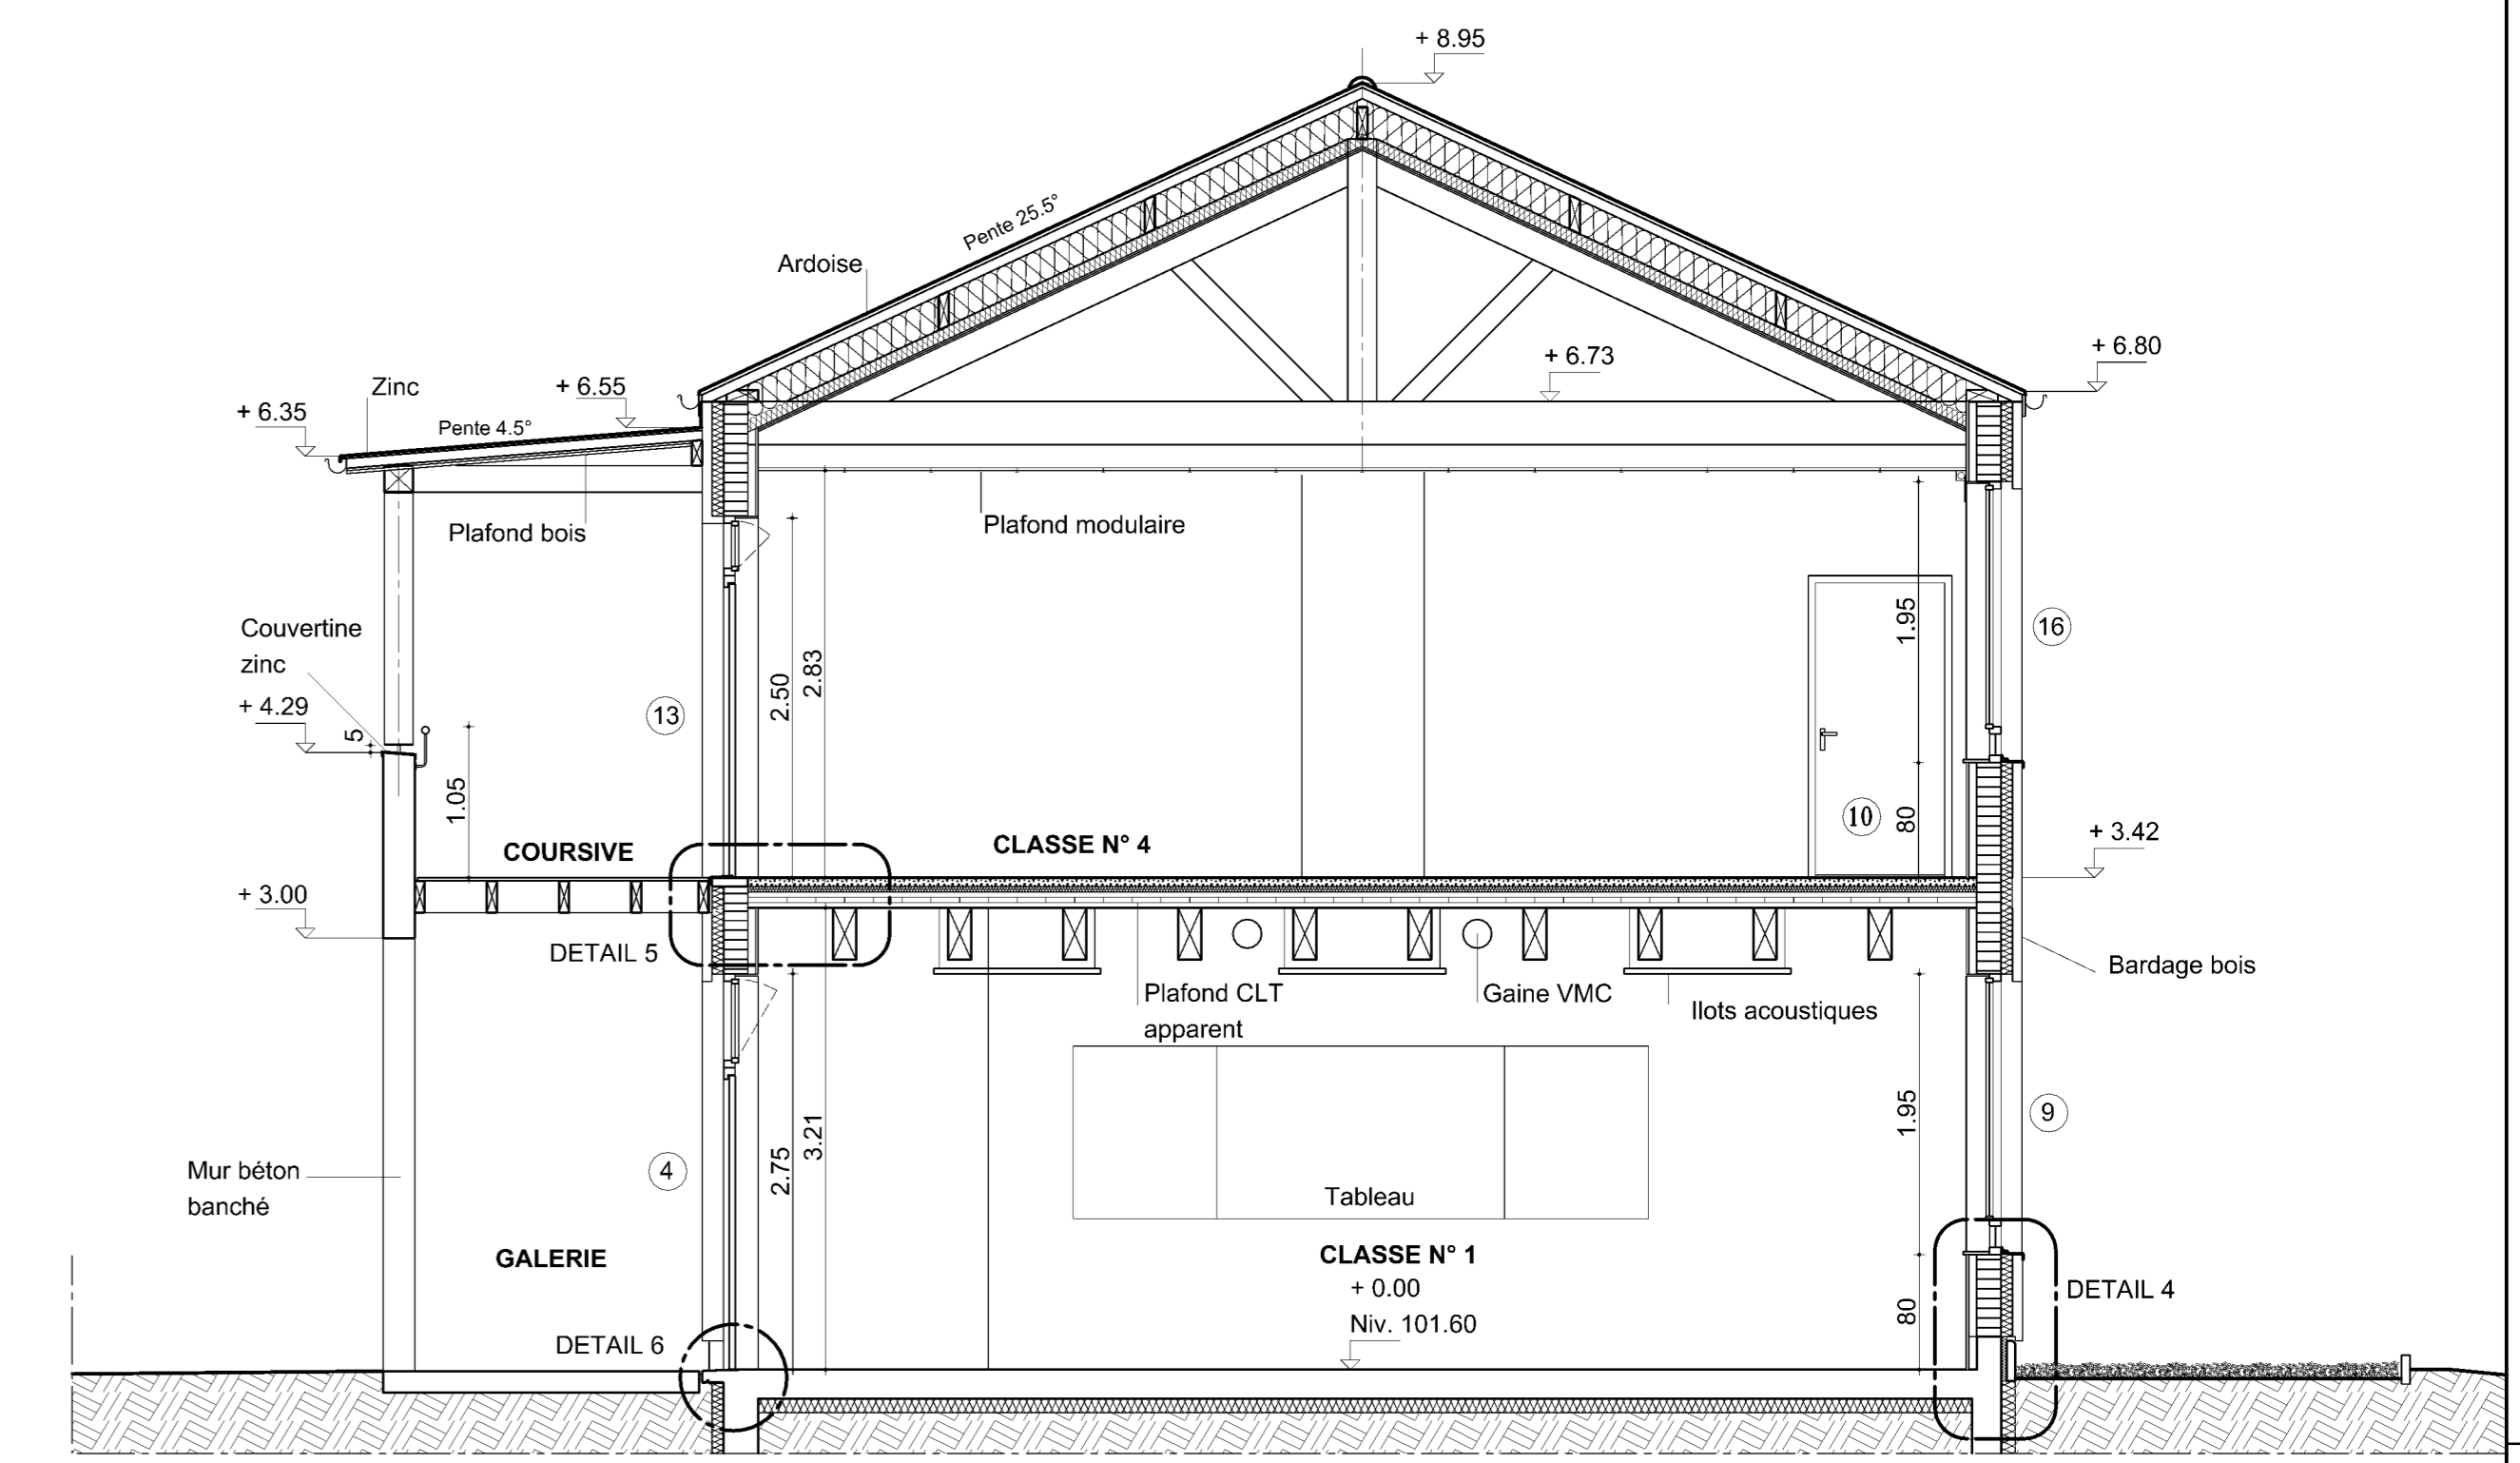 + 8.95
Pente 25.5°
Ardoise
+ 6.73
+ 6.80
Zinc
+ 6.55
+ 6.35
Pente 4.5°
Plafond bois
Plafond modulaire
Couvertine
zinc
+ 4.29
5
1.05
13
2.50
2.83
1.95
16
10
80
COURSIVE
CLASSE N° 4
+ 3.42
+ 3.00
DETAIL 5
Bardage bois
Plafond CLT
apparent
Gaine VMC
Ilots acoustiques
Mur béton
banché
4
2.75
3.21
1.95
9
Tableau
GALERIE
CLASSE N° 1
+ 0.00
Niv. 101.60
80
DETAIL 4
DETAIL 6